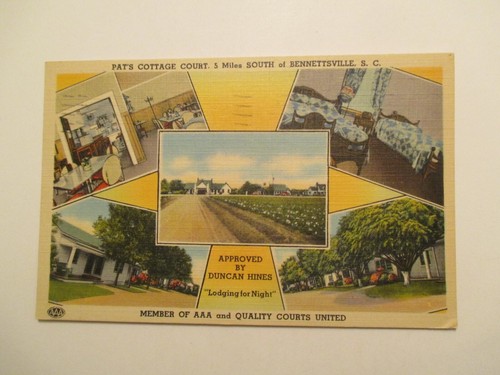 PAT'S COTTAGE COURT. 5 Miles SOUTH of BENNETTSVILLE. S. C.
APPROVED
BY
DUNCAN HINES
"Lodging for Night"
AAA
MEMBER OF AAA and QUALITY COURTS UNITED